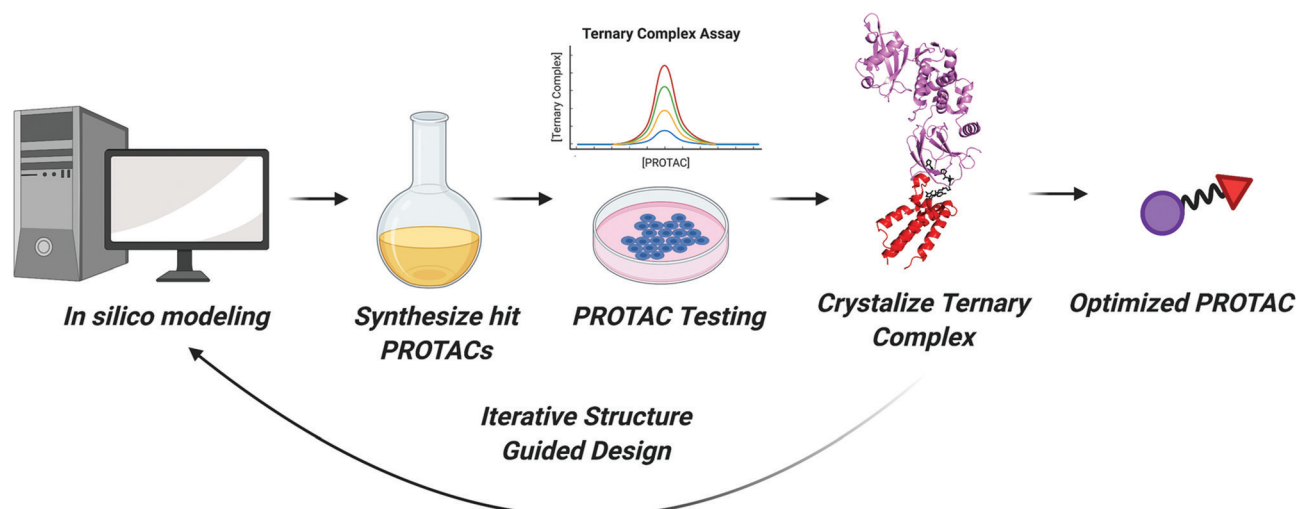 Ternary Complex Assay
[Ternary Complex]
[PROTAC]
In silico modeling
Synthesize hit
PROTACs
PROTAC Testing
Crystalize Ternary
Complex
Optimized PROTAC
Iterative Structure
Guided Design